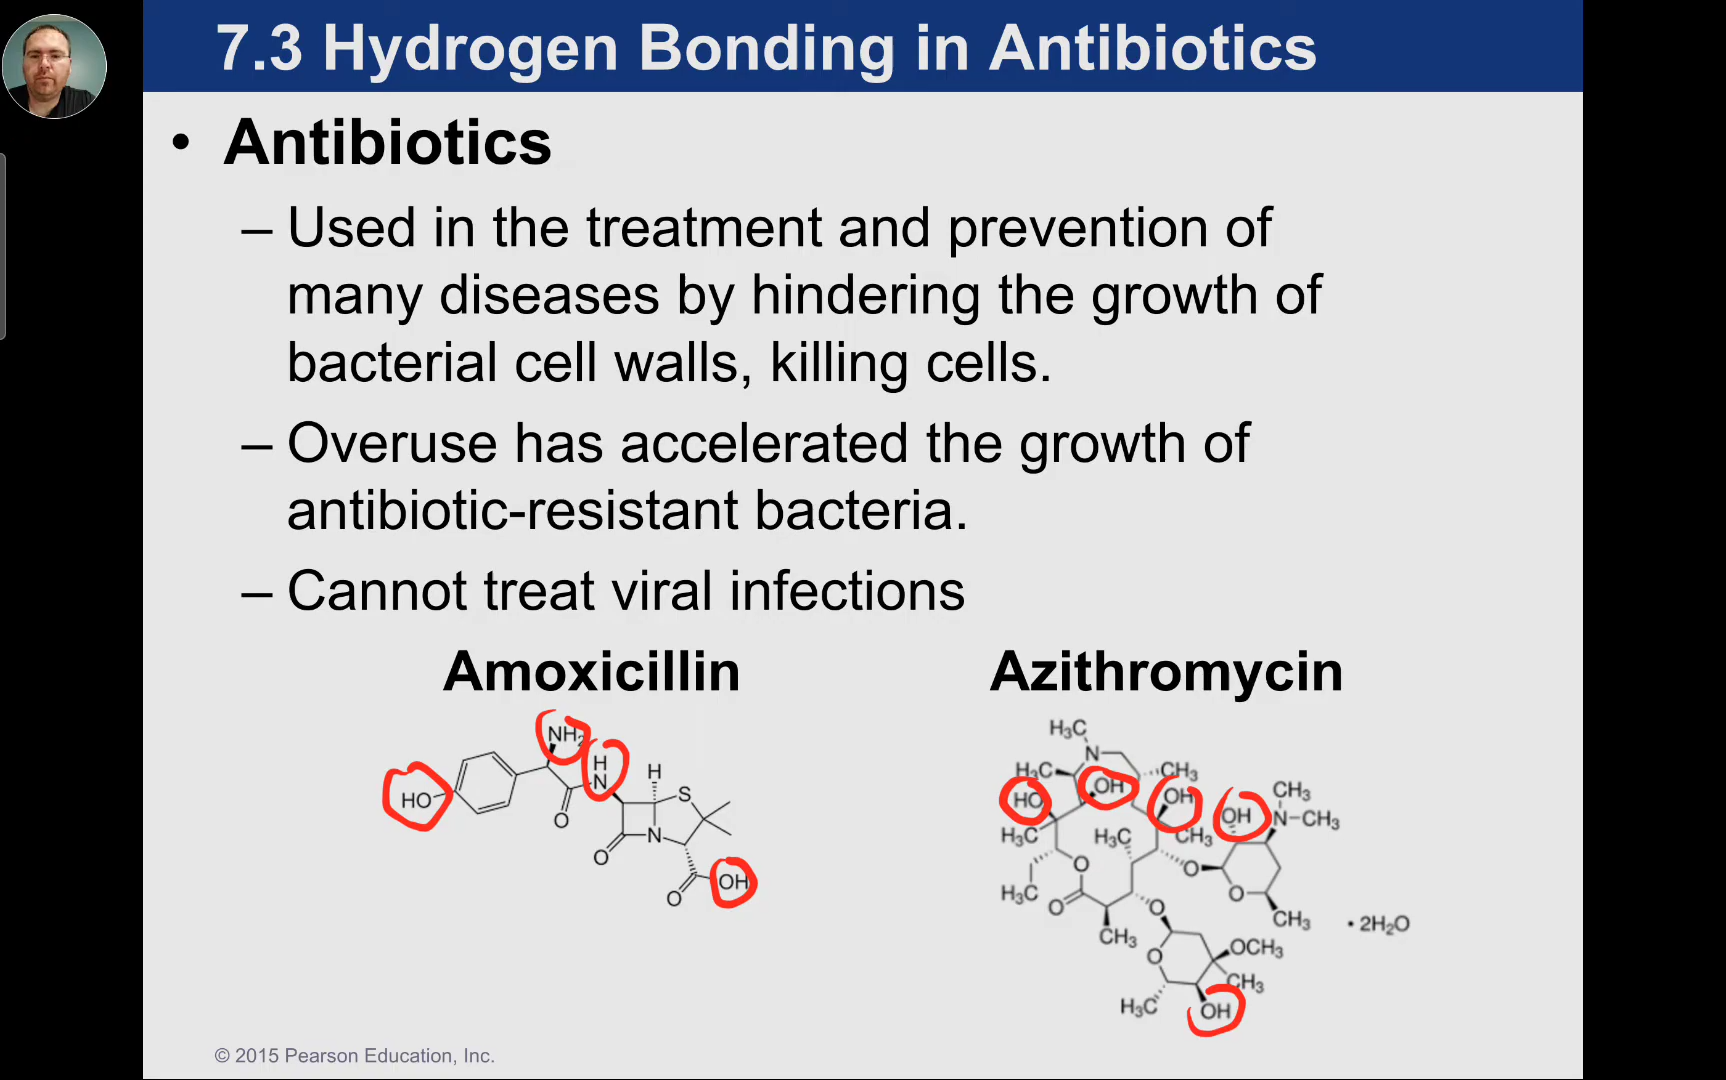 7.3 Hydrogen Bonding in Antibiotics
• Antibiotics
– Used in the treatment and prevention of
many diseases by hindering the growth of
bacterial cell walls, killing cells.
– Overuse has accelerated the growth of
antibiotic-resistant bacteria.
– Cannot treat viral infections
Amoxicillin
NH₂
H
N
H
HO
S
O
N
O
OH
O
Azithromycin
H₃C
N
H₃C
CH₃
HO
OH
OH
OH
CH₃
N–CH₃
H₃C
H₃C
CH₃
O
O
H₃C
O
O
O
CH₃
CH₃
• 2H₂O
O
OCH₃
CH₃
H₃C
OH
© 2015 Pearson Education, Inc.